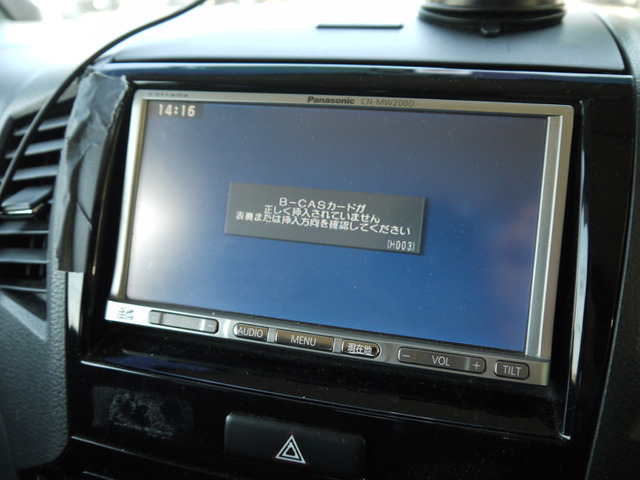 Strada
Panasonic CN-MW200D
14:16
B-CASカードが
正しく挿入されていません
表裏または挿入方向を確認してください
(H003)
AUDIO
MENU
現在地
− VOL +
TILT